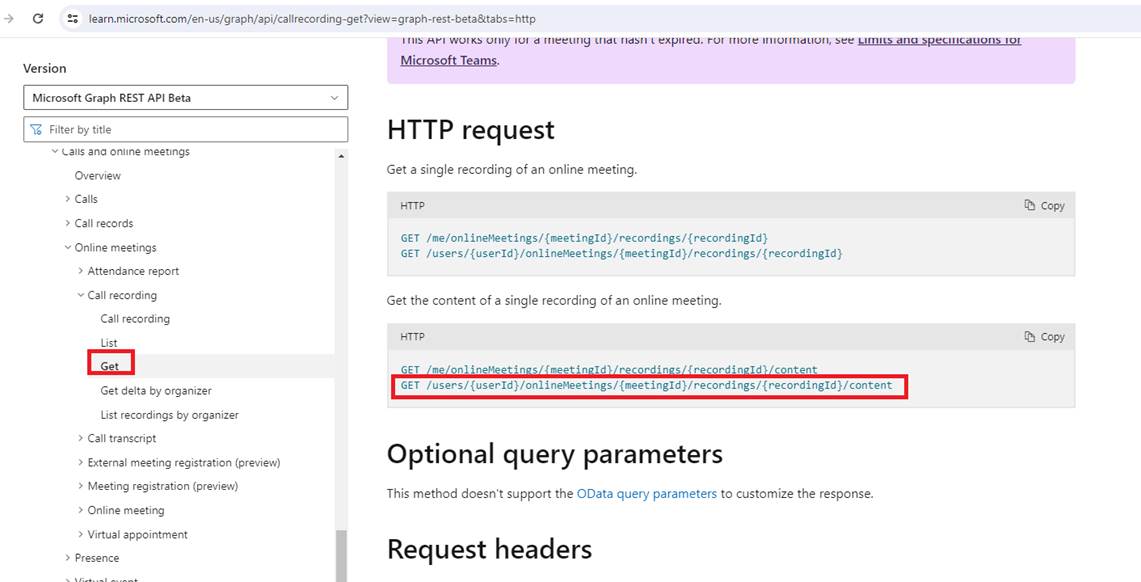 learn.microsoft.com/en-us/graph/api/callrecording-get?view=graph-rest-beta&tabs=http
Version
Microsoft Graph REST API Beta
Filter by title
Calls and online meetings
Overview
Calls
Call records
Online meetings
Attendance report
Call recording
Call recording
List
Get
Get delta by organizer
List recordings by organizer
Call transcript
External meeting registration (preview)
Meeting registration (preview)
Online meeting
Virtual appointment
Presence
Virtual event
This API works only for a meeting that hasn't expired. For more information, see Limits and specifications for
Microsoft Teams.
HTTP request
Get a single recording of an online meeting.
HTTP Copy
GET /me/onlineMeetings/{meetingId}/recordings/{recordingId}
GET /users/{userId}/onlineMeetings/{meetingId}/recordings/{recordingId}
Get the content of a single recording of an online meeting.
HTTP Copy
GET /me/onlineMeetings/{meetingId}/recordings/{recordingId}/content
GET /users/{userId}/onlineMeetings/{meetingId}/recordings/{recordingId}/content
Optional query parameters
This method doesn't support the OData query parameters to customize the response.
Request headers